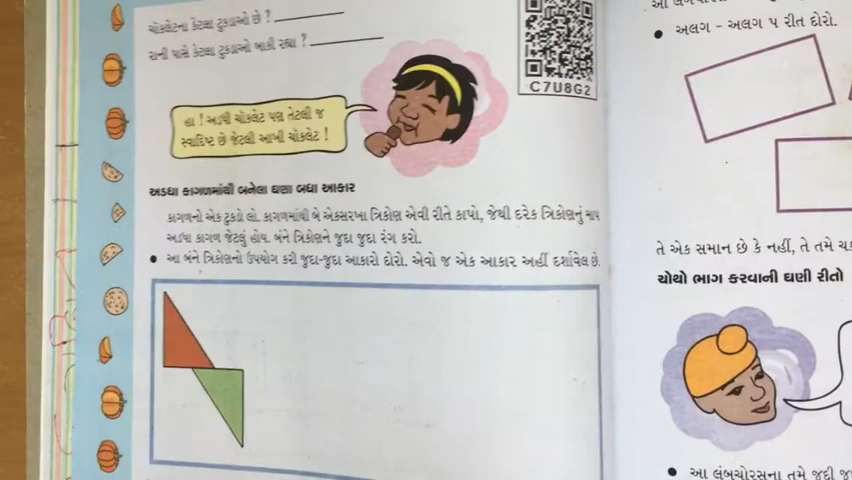 ચૉકલેટના કેટલા ટુકડાઓ છે ?
રાની પાસે કેટલા ટુકડાઓ બાકી રહ્યા ?
C7U8G2
હા ! અડધી ચૉકલેટ પણ તેટલી જ
સ્વાદિષ્ટ છે જેટલી આખી ચૉકલેટ !
અડધા કાગળમાંથી બનેલા ઘણા બધા આકાર
કાગળનો એક ટુકડો લો. કાગળમાંથી બે એકસરખા ત્રિકોણ એવી રીતે કાપો, જેથી દરેક ત્રિકોણનું માપ
અડધા કાગળ જેટલું હોય. બંને ત્રિકોણને જુદા જુદા રંગ કરો.
● આ બંને ત્રિકોણનો ઉપયોગ કરી જુદા-જુદા આકારો દોરો. એવો જ એક આકાર અહીં દર્શાવેલ છે.
● અલગ - અલગ ૫ રીત દોરો.
તે એક સમાન છે કે નહીં, તે તમે
ચોથો ભાગ કરવાની ઘણી રીતો
● આ લંબચોરસના તમે જુદી